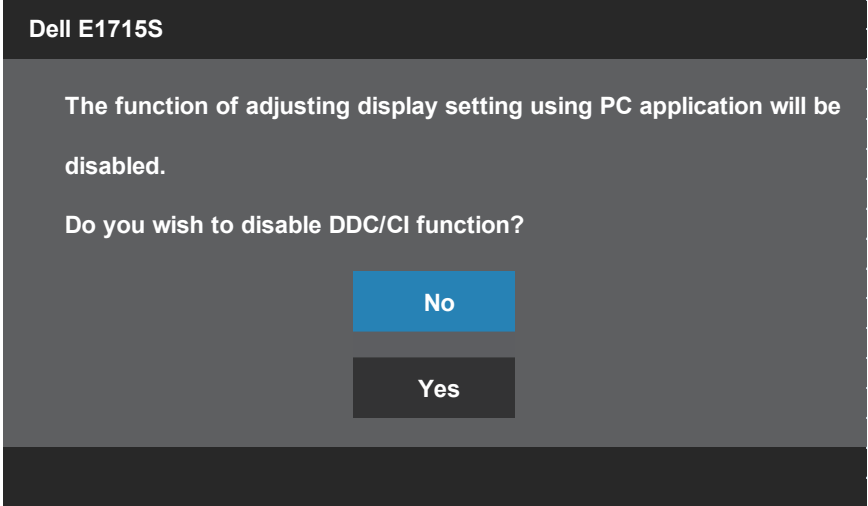 Dell E1715S
The function of adjusting display setting using PC application will be
disabled.
Do you wish to disable DDC/CI function?
No
Yes